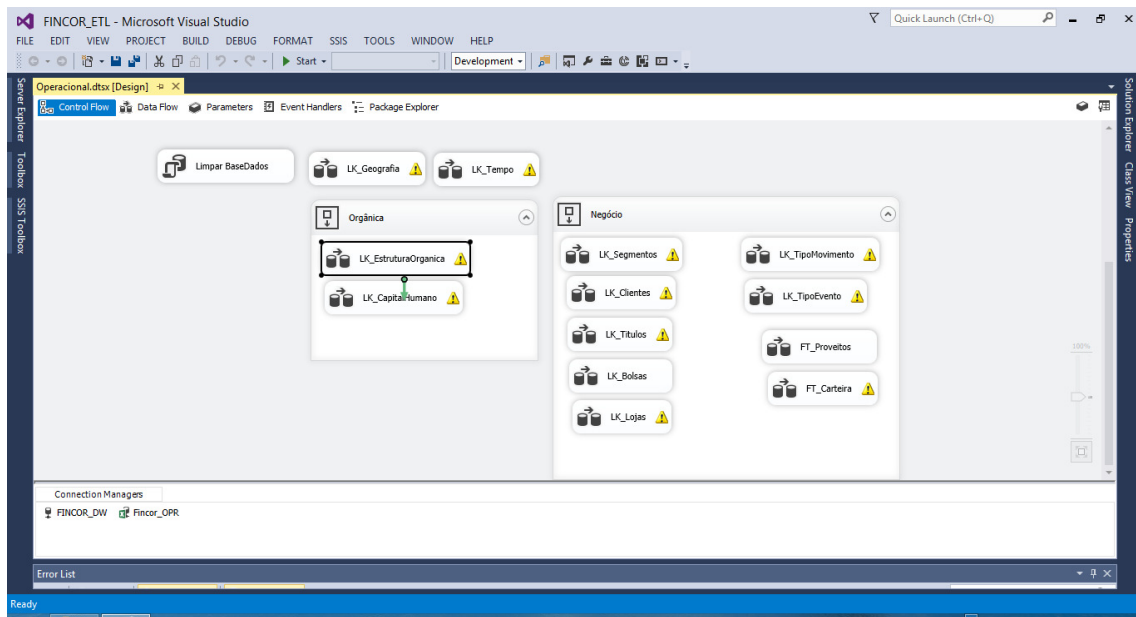 FINCOR_ETL - Microsoft Visual Studio
Quick Launch (Ctrl+Q)
FILE EDIT VIEW PROJECT BUILD DEBUG FORMAT SSIS TOOLS WINDOW HELP
Start
Development
Operacional.dtsx [Design]
Control Flow Data Flow Parameters Event Handlers Package Explorer
Server Explorer
Toolbox
SSIS Toolbox
Solution Explorer
Class View
Properties
Limpar BaseDados
LK_Geografia
LK_Tempo
Orgânica
LK_EstruturaOrganica
LK_CapitalHumano
Negócio
LK_Segmentos
LK_Clientes
LK_Titulos
LK_Bolsas
LK_Lojas
LK_TipoMovimento
LK_TipoEvento
FT_Proveitos
FT_Carteira
100%
Connection Managers
FINCOR_DW Fincor_OPR
Error List
Ready